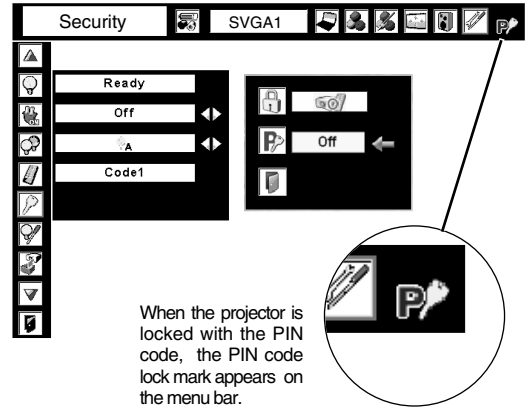 Security
SVGA1
ON
Ready
Off
A
Code1
P
Off
P
When the projector is
locked with the PIN
code, the PIN code
lock mark appears on
the menu bar.